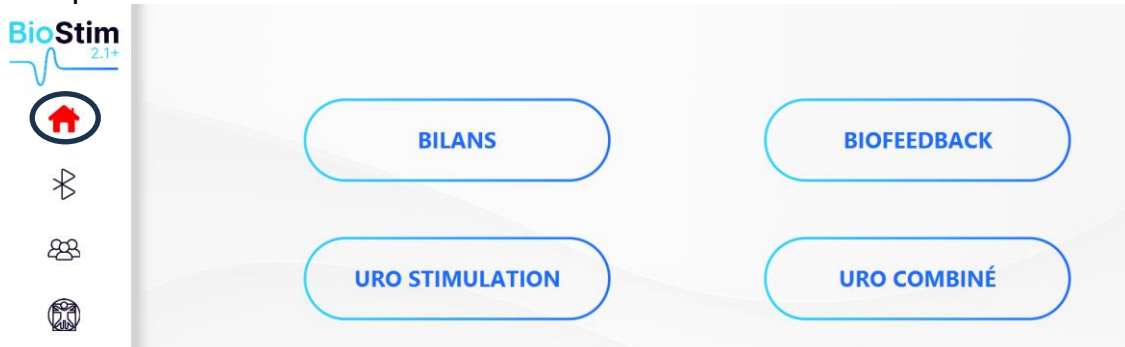 BioStim
2.1+
BILANS
BIOFEEDBACK
URO STIMULATION
URO COMBINÉ